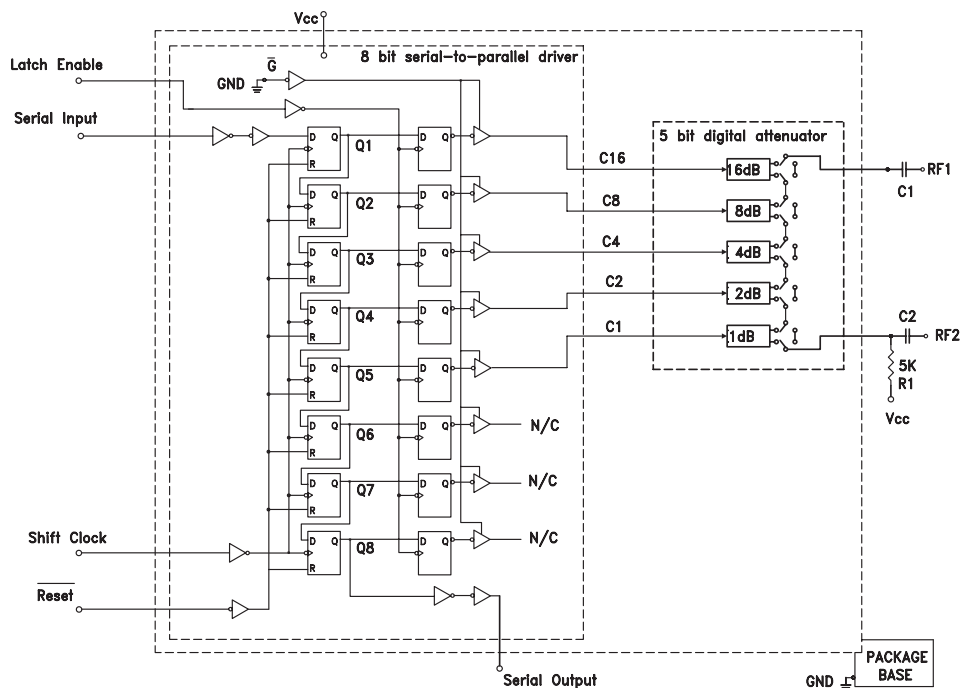 Vcc
8 bit serial-to-parallel driver
Latch Enable
G
GND
Serial Input
D Q
R
Q1
D Q
D Q
R
Q2
D Q
D Q
R
Q3
D Q
D Q
R
Q4
D Q
D Q
R
Q5
D Q
D Q
R
Q6
D Q
N/C
D Q
R
Q7
D Q
N/C
D Q
R
Q8
D Q
N/C
Shift Clock
Reset
Serial Output
C16
C8
C4
C2
C1
5 bit digital attenuator
16dB
8dB
4dB
2dB
1dB
RF1
C1
C2
RF2
5K
R1
Vcc
PACKAGE
BASE
GND